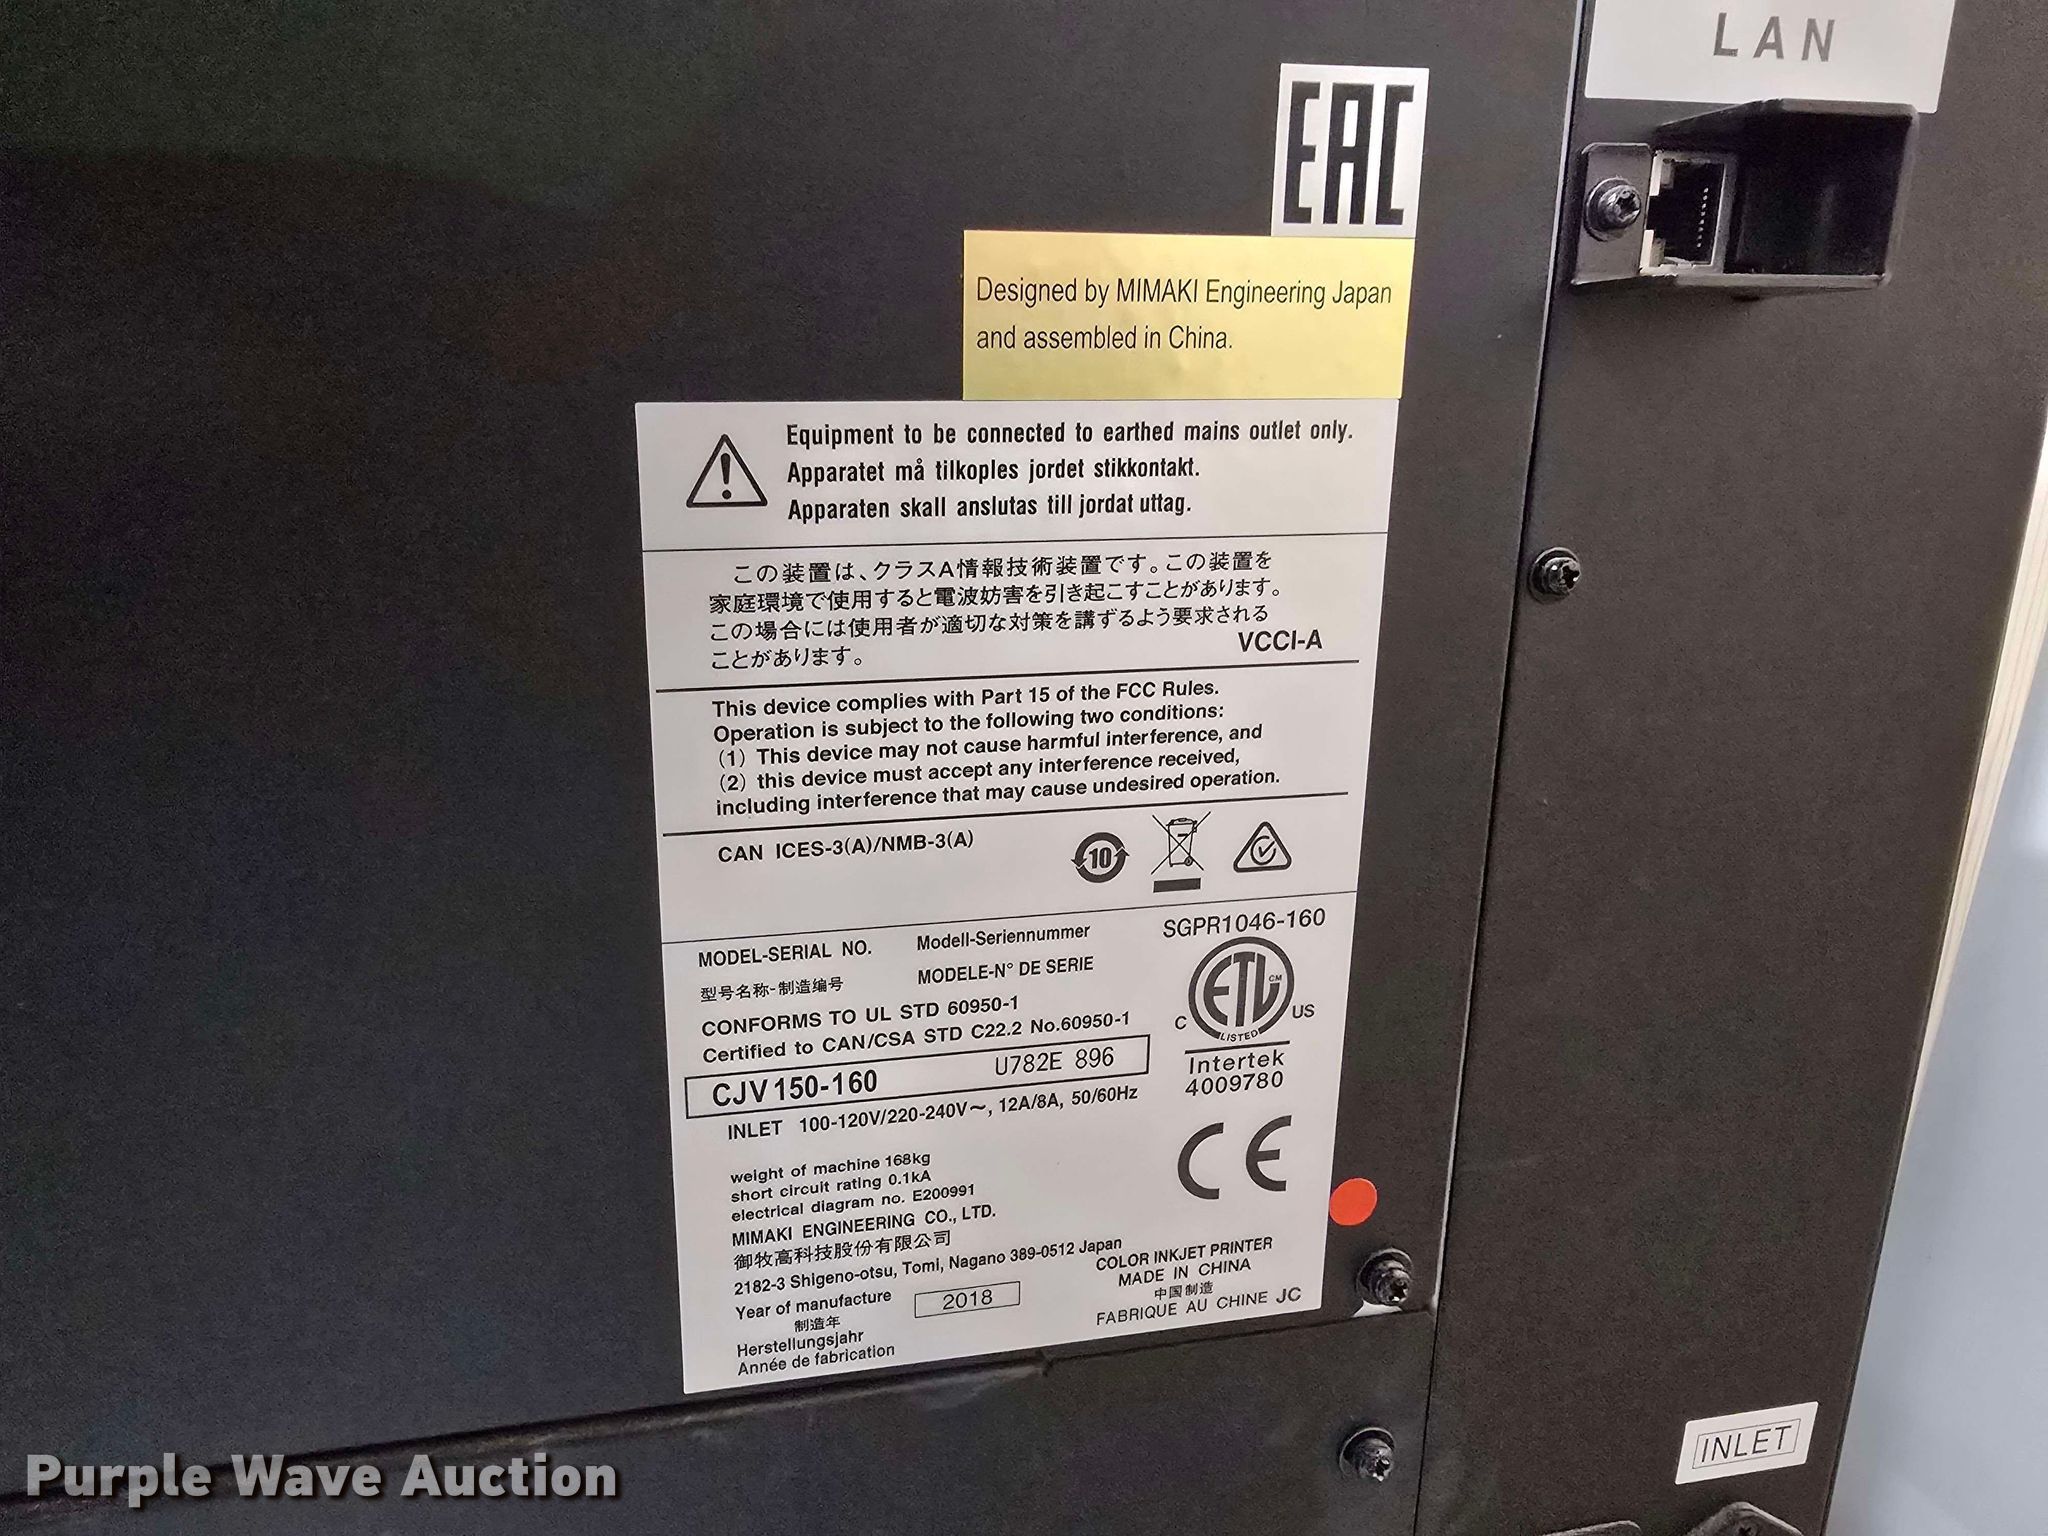 LAN
EAC
Designed by MIMAKI Engineering Japan
and assembled in China.
Equipment to be connected to earthed mains outlet only.
Apparatet må tilkoples jordet stikkontakt.
Apparaten skall anslutas till jordat uttag.
この装置は、クラスA情報技術装置です。この装置を
家庭環境で使用すると電波妨害を引き起こすことがあります。
この場合には使用者が適切な対策を講ずるよう要求される
ことがあります。
VCCI-A
This device complies with Part 15 of the FCC Rules.
Operation is subject to the following two conditions:
(1) This device may not cause harmful interference, and
(2) this device must accept any interference received,
including interference that may cause undesired operation.
CAN ICES-3(A)/NMB-3(A)
10
MODEL-SERIAL NO. Modell-Seriennummer
型号名称-制造编号 MODELE-N° DE SERIE
SGPR1046-160
CONFORMS TO UL STD 60950-1
Certified to CAN/CSA STD C22.2 No.60950-1
ETL CM
C LISTED US
Intertek
4009780
CJV150-160 U782E 896
INLET 100-120V/220-240V～, 12A/8A, 50/60Hz
CE
weight of machine 168kg
short circuit rating 0.1kA
electrical diagram no. E200991
MIMAKI ENGINEERING CO., LTD.
御牧高科技股份有限公司
2182-3 Shigeno-otsu, Tomi, Nagano 389-0512 Japan
Year of manufacture 2018
制造年
Herstellungsjahr
Année de fabrication
COLOR INKJET PRINTER
MADE IN CHINA
中国制造
FABRIQUE AU CHINE JC
INLET
Purple Wave Auction